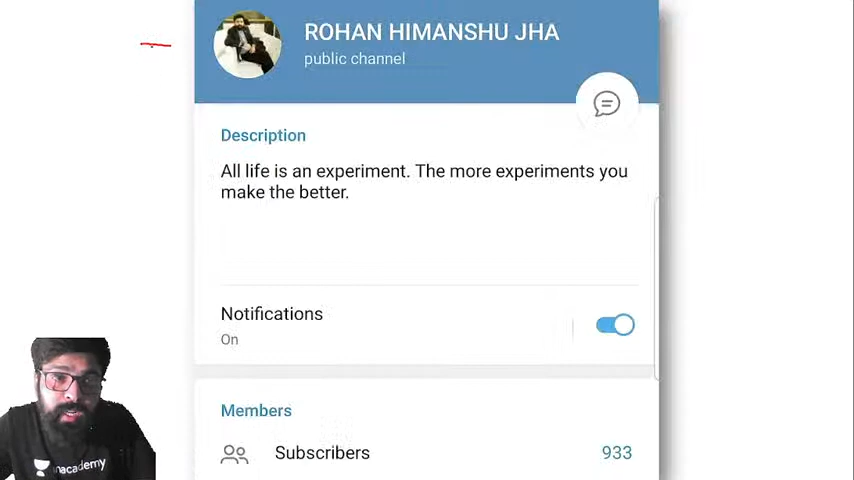 ROHAN HIMANSHU JHA
public channel
Description
All life is an experiment. The more experiments you
make the better.
Notifications
On
Members
Subscribers 933
unacademy